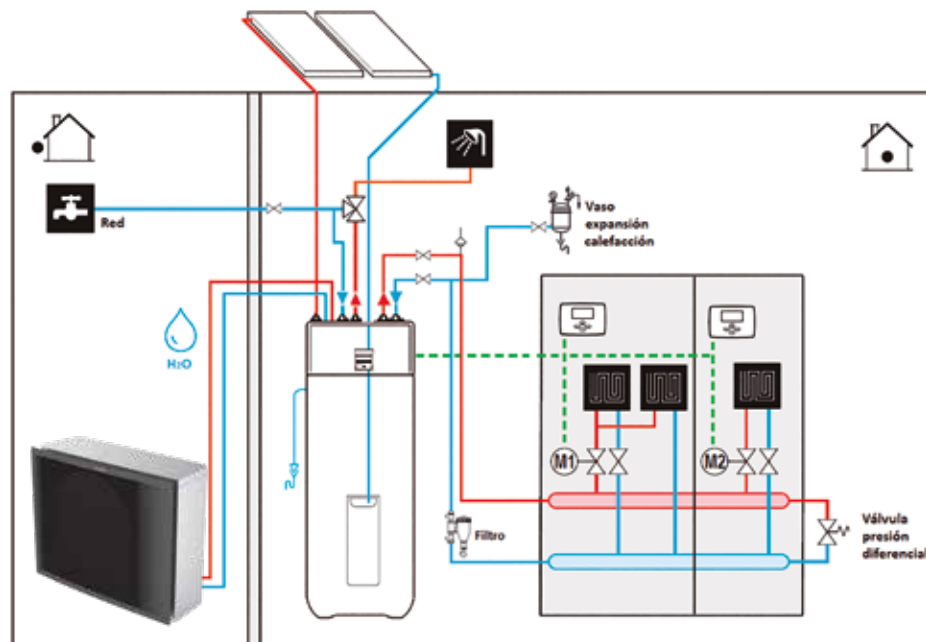 Red
Vaso
expansión
calefacción
H₂O
M1
M2
Filtro
Válvula
presión
diferencial